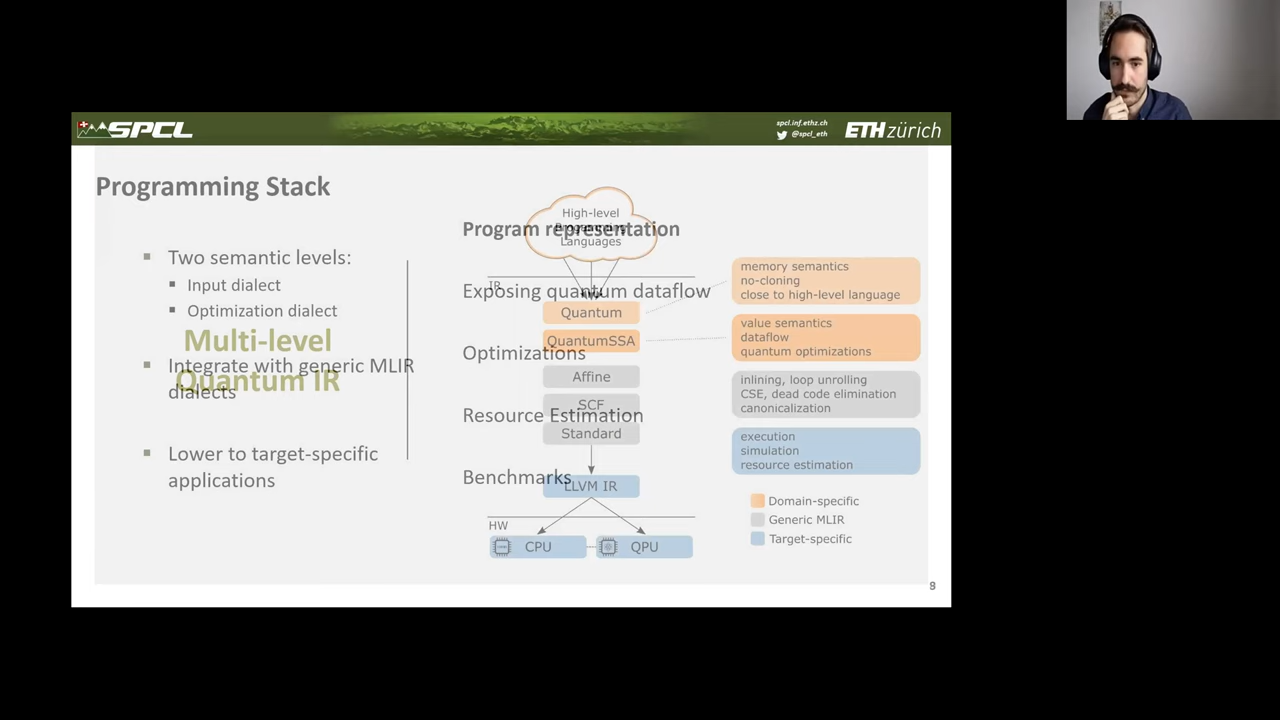 SPCL
spcl.inf.ethz.ch
@spcl_eth
ETH zürich
Programming Stack
Two semantic levels:
Input dialect
Optimization dialect
Integrate with generic MLIR
dialects
Lower to target-specific
applications
Multi-level
Quantum IR
Program representation
Exposing quantum dataflow
Optimizations
Resource Estimation
Benchmarks
High-level
Programming
Languages
IR
Quantum
QuantumSSA
Affine
SCF
Standard
LLVM IR
HW
CPU
QPU
memory semantics
no-cloning
close to high-level language
value semantics
dataflow
quantum optimizations
inlining, loop unrolling
CSE, dead code elimination
canonicalization
execution
simulation
resource estimation
Domain-specific
Generic MLIR
Target-specific